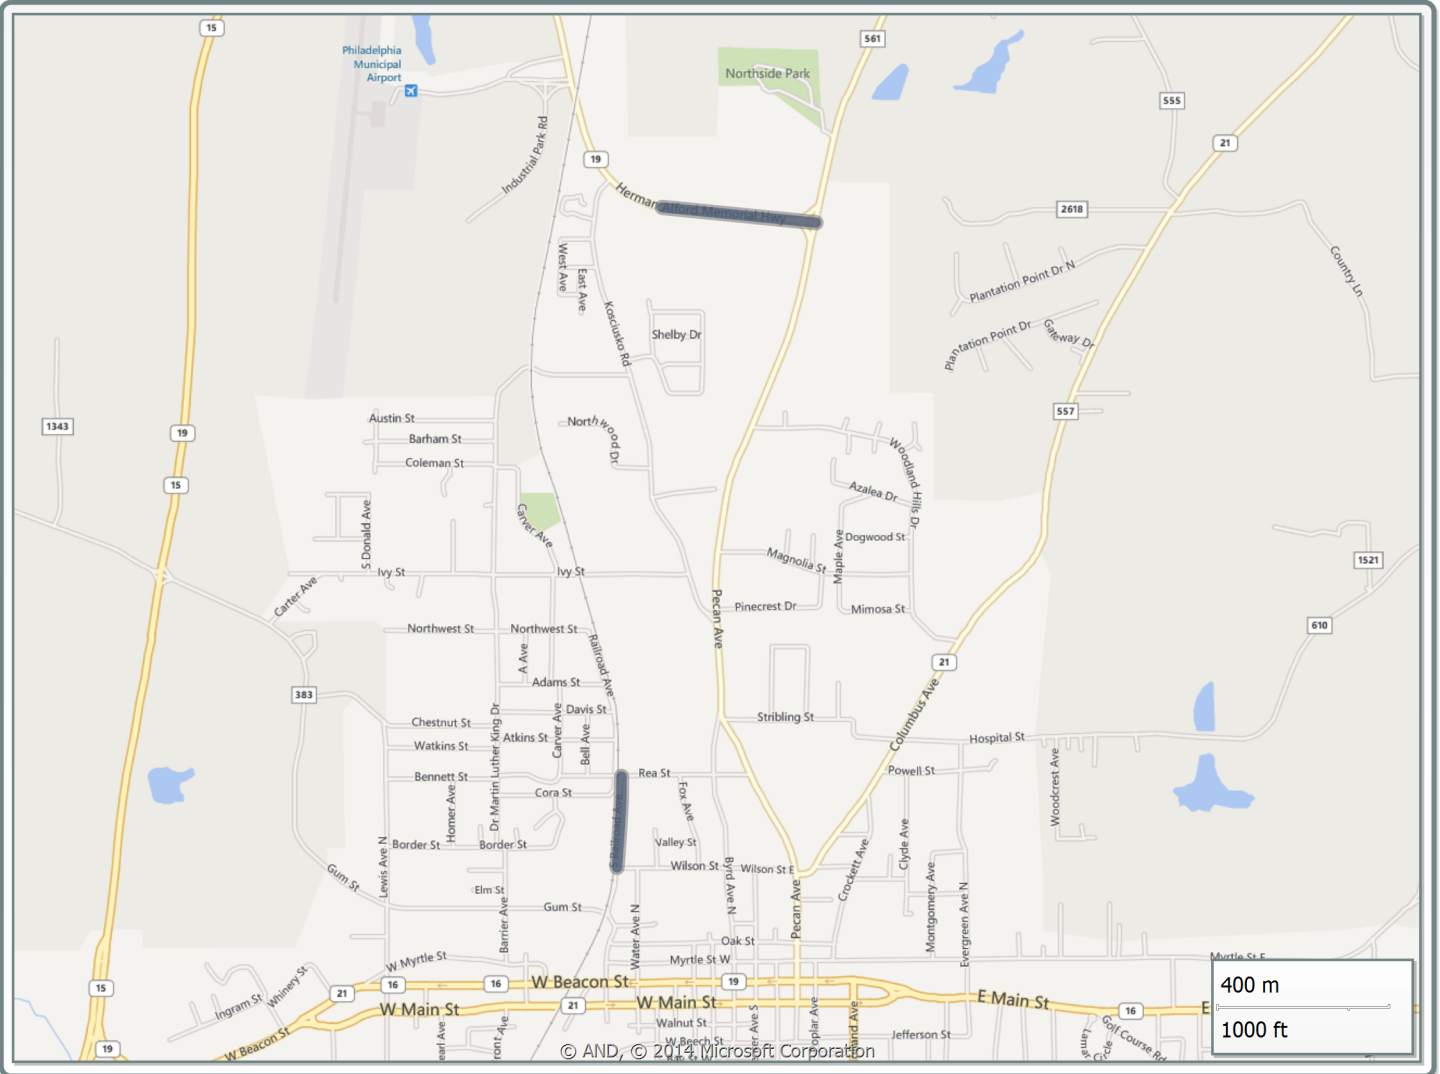 15
Philadelphia
Municipal
Airport
561
Northside Park
555
21
Industrial Park Rd
19
Herman Alford Memorial Hwy
2618
West Ave
East Ave
Kosciusko Rd
Shelby Dr
Plantation Point Dr N
Plantation Point Dr
Gateway Dr
Country Ln
1343
19
Austin St
Barham St
Coleman St
Northwood Dr
557
15
Woodland Hills Dr
Azalea Dr
Carver Ave
S Donald Ave
Dogwood St
Maple Ave
Magnolia St
1521
Ivy St
Ivy St
Carter Ave
Pecan Ave
Pinecrest Dr
Mimosa St
610
Northwest St
Northwest St
Railroad Ave
A Ave
21
383
Adams St
Davis St
Chestnut St
Dr Martin Luther King Dr
Carver Ave
Bell Ave
Atkins St
Watkins St
Stribling St
Columbus Ave
Hospital St
Bennett St
Rea St
Powell St
Woodcrest Ave
Homer Ave
Cora St
Fox Ave
S Railroad Ave
Border St
Border St
Valley St
Clyde Ave
Lewis Ave N
Gum St
Wilson St
Wilson St E
Crockett Ave
Byrd Ave N
Pecan Ave
Elm St
Gum St
Barrier Ave
Water Ave N
Montgomery Ave
Evergreen Ave N
Oak St
W Myrtle St
Myrtle St W
Myrtle St E
Whinery St
Ingram St
15
21
16
16
W Beacon St
19
W Main St
21
W Main St
E Main St
16
E
400 m
1000 ft
19
W Beacon St
Walnut St
W Beech St
Jefferson St
Golf Course Rd
Circle
© AND, © 2014 Microsoft Corporation